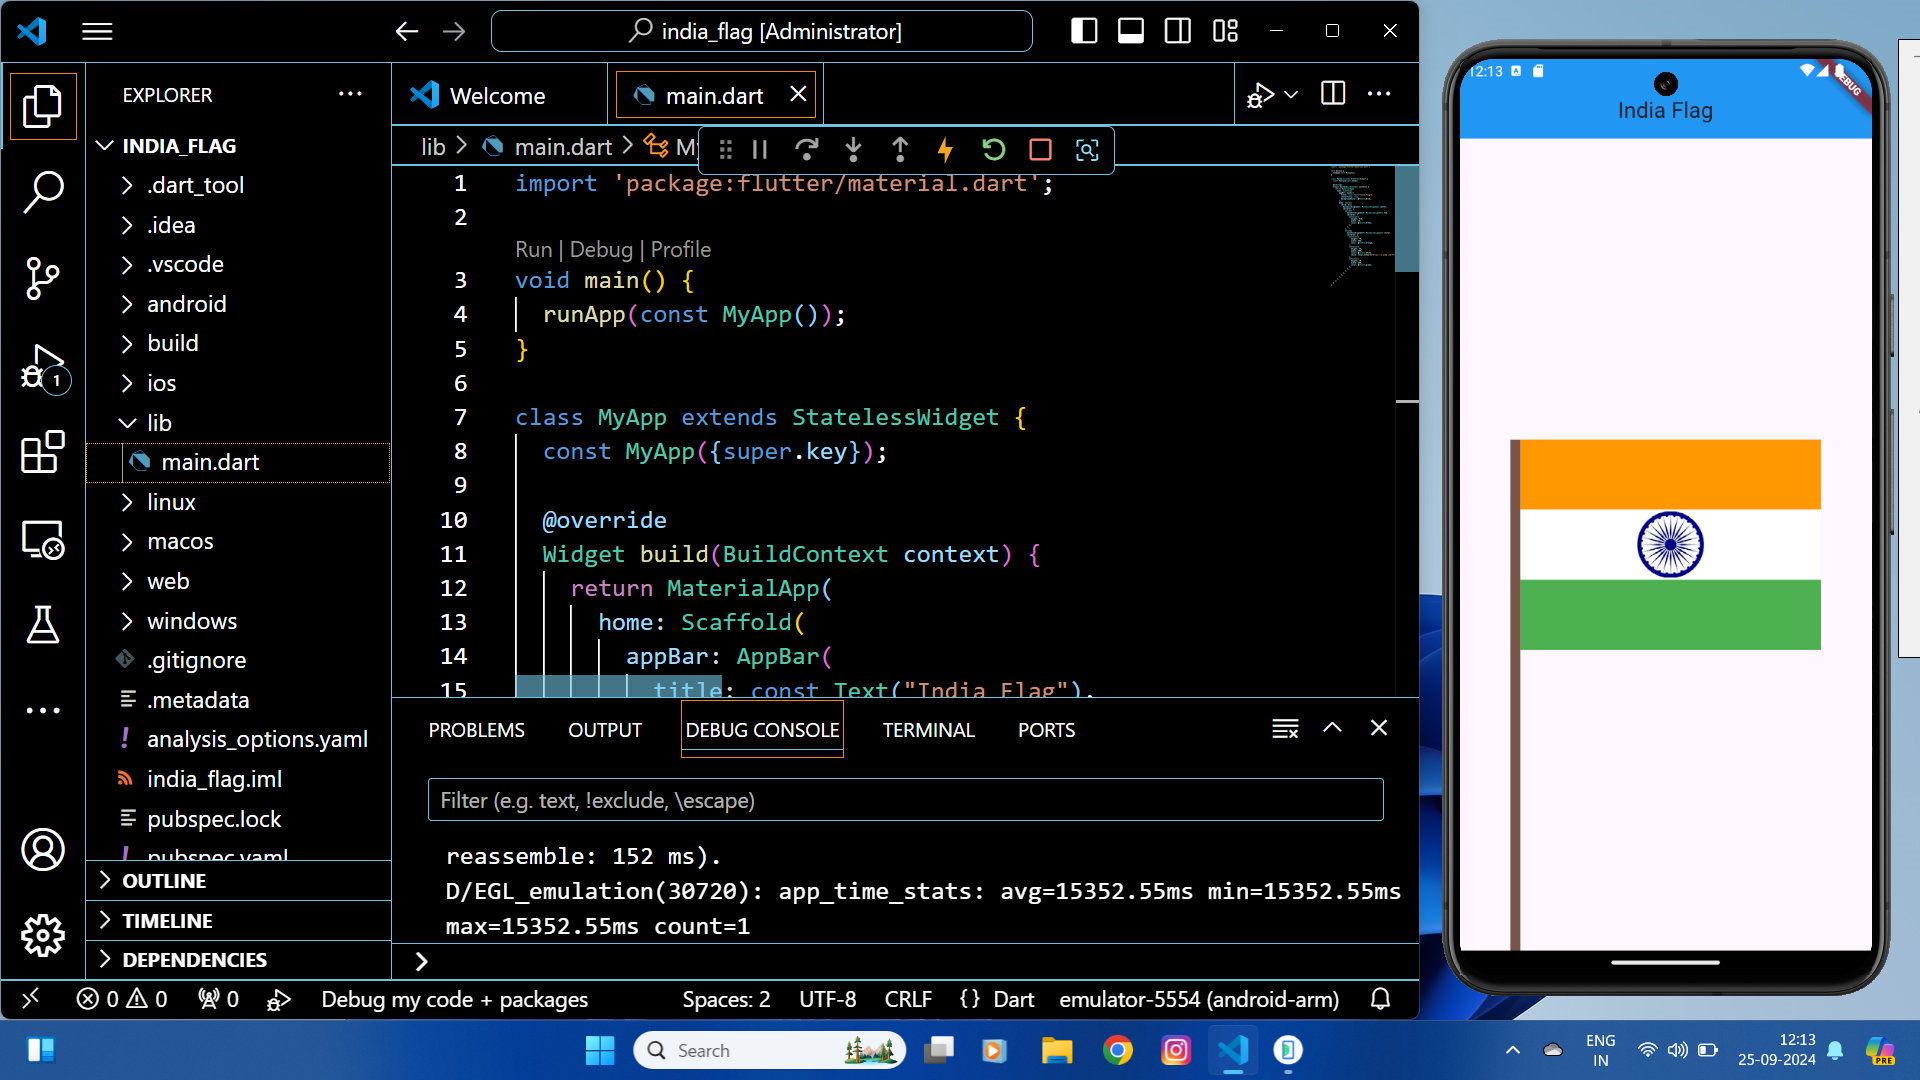 india_flag [Administrator]
EXPLORER
INDIA_FLAG
.dart_tool
.idea
.vscode
android
build
ios
lib
main.dart
linux
macos
web
windows
.gitignore
.metadata
analysis_options.yaml
india_flag.iml
pubspec.lock
pubspec.yaml
OUTLINE
TIMELINE
DEPENDENCIES
1
Welcome
main.dart
lib > main.dart > My
1 import 'package:flutter/material.dart';
2
Run | Debug | Profile
3 void main() {
4 runApp(const MyApp());
5 }
6
7 class MyApp extends StatelessWidget {
8 const MyApp({super.key});
9
10 @override
11 Widget build(BuildContext context) {
12 return MaterialApp(
13 home: Scaffold(
14 appBar: AppBar(
15 title: const Text("India Flag"),
PROBLEMS OUTPUT DEBUG CONSOLE TERMINAL PORTS
Filter (e.g. text, !exclude, \escape)
reassemble: 152 ms).
D/EGL_emulation(30720): app_time_stats: avg=15352.55ms min=15352.55ms
max=15352.55ms count=1
0 0 0 Debug my code + packages Spaces: 2 UTF-8 CRLF {} Dart emulator-5554 (android-arm)
12:13
DEBUG
India Flag
Search
ENG
IN
12:13
25-09-2024
PRE